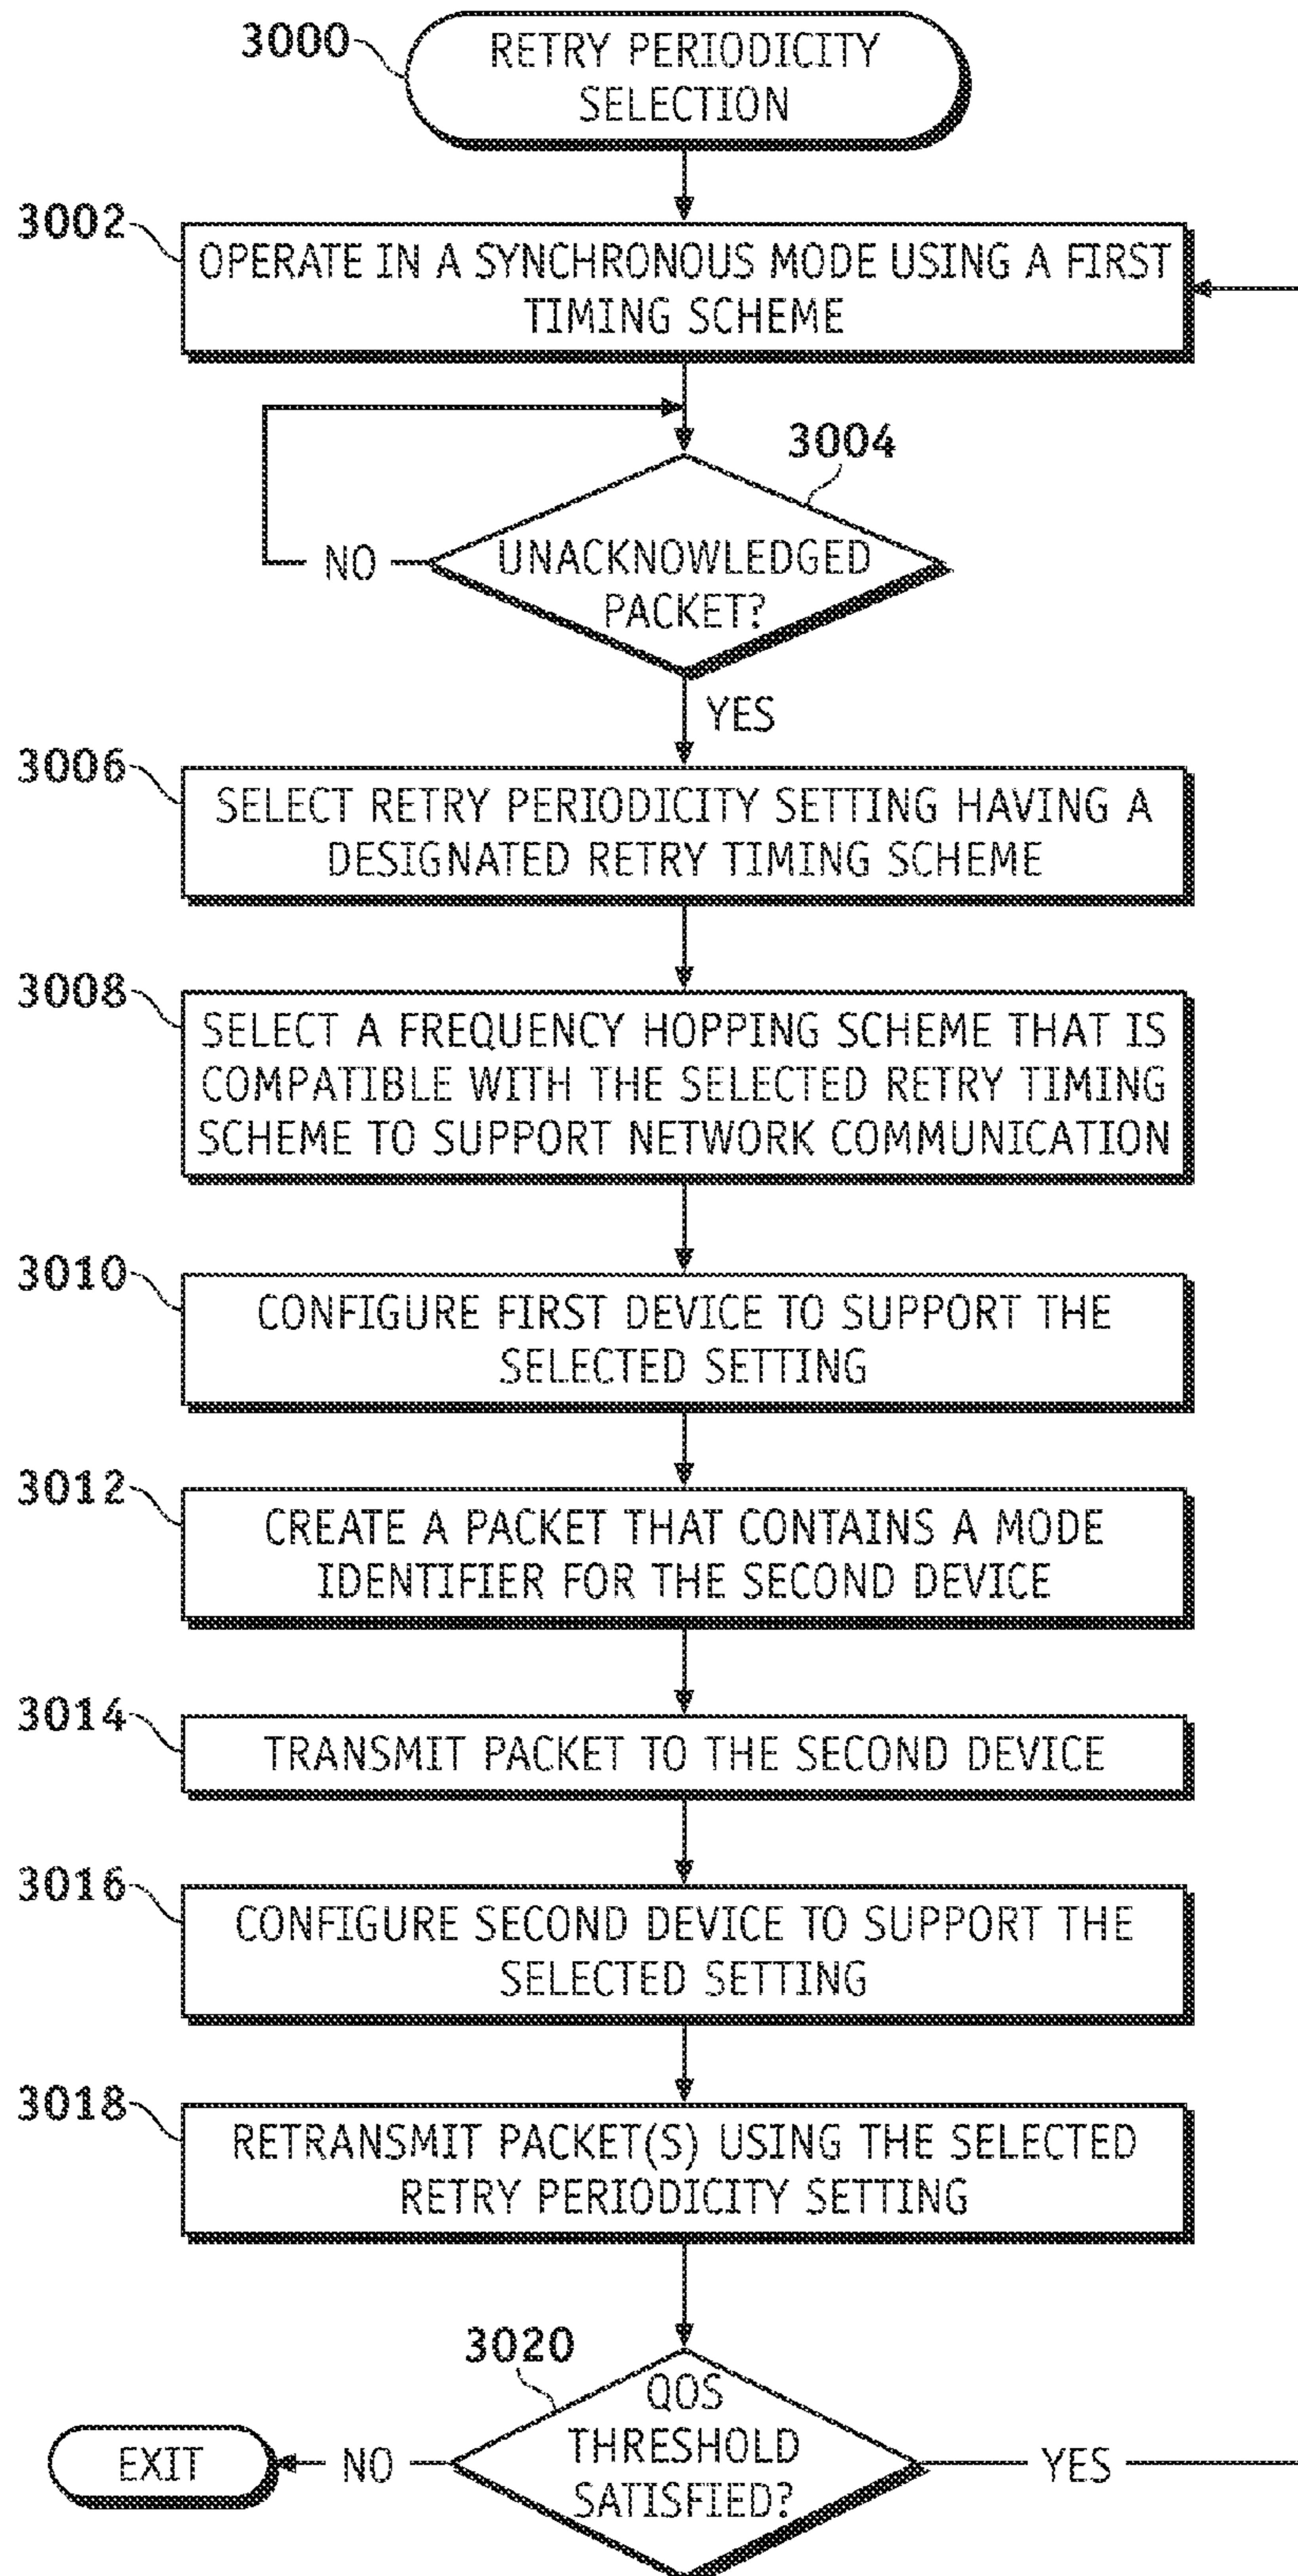 3000
RETRY PERIODICITY
SELECTION
3002
OPERATE IN A SYNCHRONOUS MODE USING A FIRST
TIMING SCHEME
3004
UNACKNOWLEDGED
PACKET?
NO
YES
3006
SELECT RETRY PERIODICITY SETTING HAVING A
DESIGNATED RETRY TIMING SCHEME
3008
SELECT A FREQUENCY HOPPING SCHEME THAT IS
COMPATIBLE WITH THE SELECTED RETRY TIMING
SCHEME TO SUPPORT NETWORK COMMUNICATION
3010
CONFIGURE FIRST DEVICE TO SUPPORT THE
SELECTED SETTING
3012
CREATE A PACKET THAT CONTAINS A MODE
IDENTIFIER FOR THE SECOND DEVICE
3014
TRANSMIT PACKET TO THE SECOND DEVICE
3016
CONFIGURE SECOND DEVICE TO SUPPORT THE
SELECTED SETTING
3018
RETRANSMIT PACKET(S) USING THE SELECTED
RETRY PERIODICITY SETTING
3020
QOS
THRESHOLD
SATISFIED?
EXIT
NO
YES